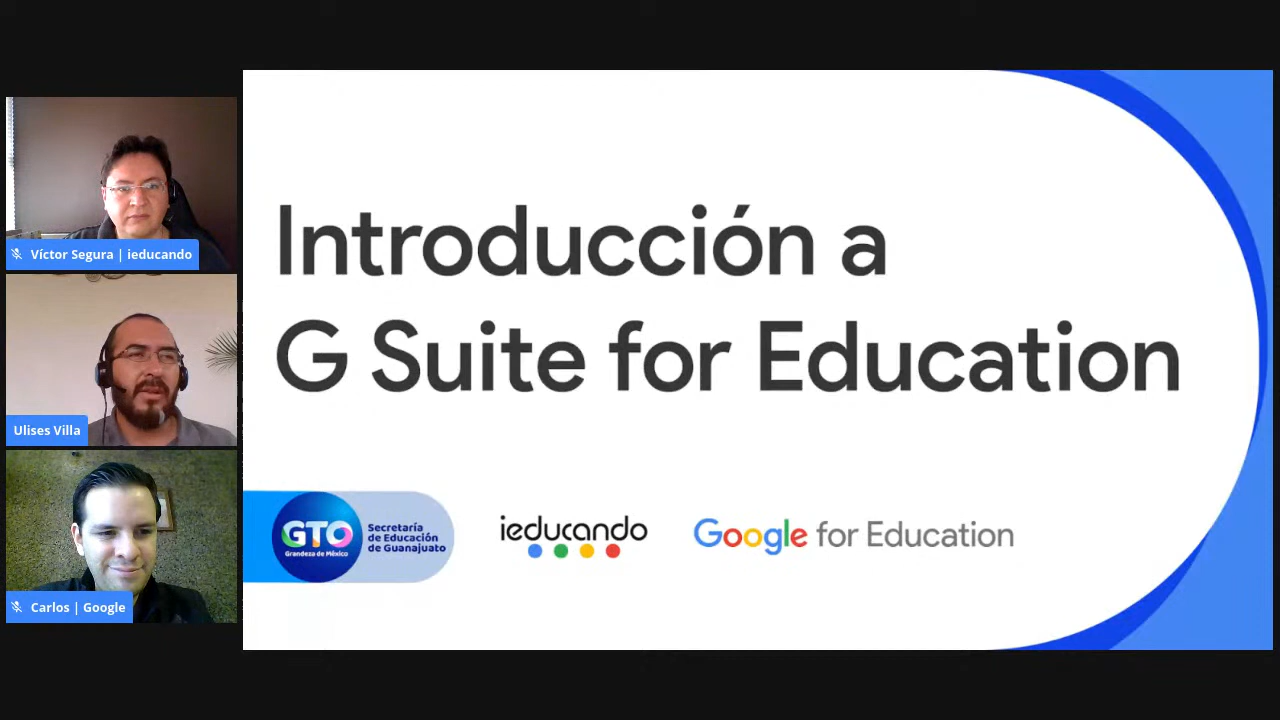 Víctor Segura | ieducando
Ulises Villa
Carlos | Google
Introducción a
G Suite for Education
GTO
Grandeza de México
Secretaría
de Educación
de Guanajuato
ieducando
Google for Education